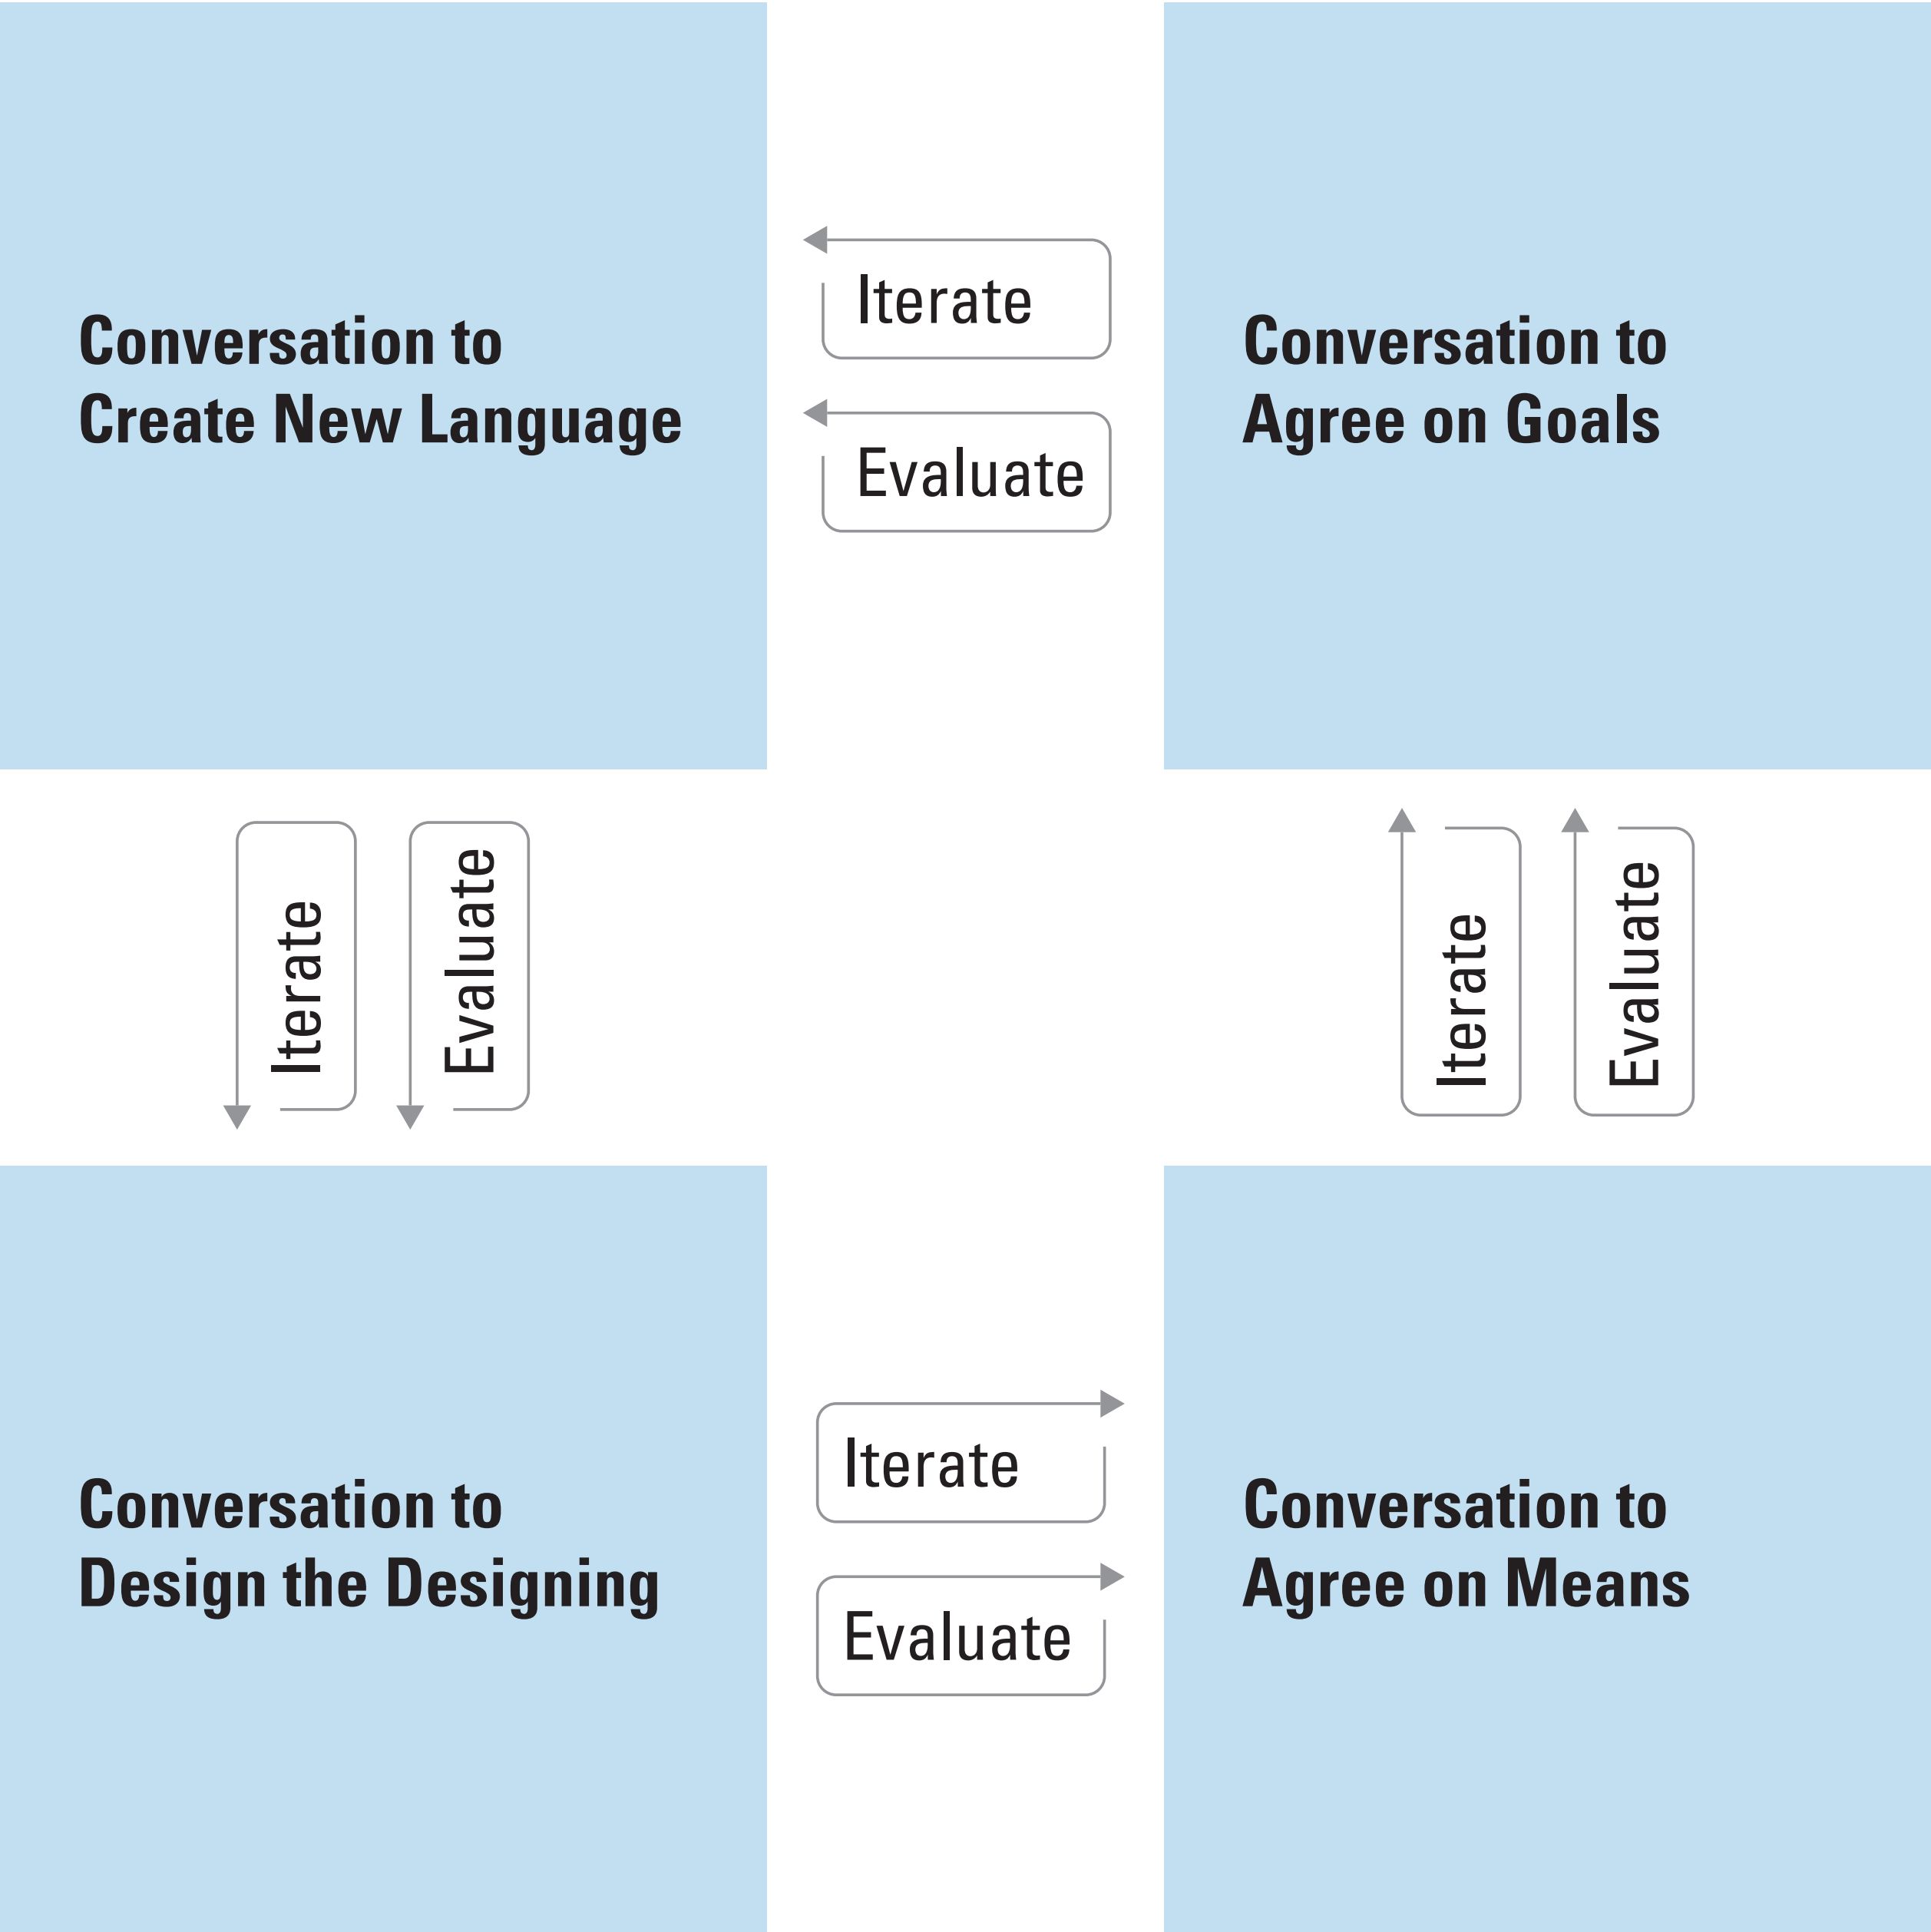 Conversation to
Create New Language
Iterate
Evaluate
Conversation to
Agree on Goals
Iterate
Evaluate
Iterate
Evaluate
Conversation to
Design the Designing
Iterate
Evaluate
Conversation to
Agree on Means